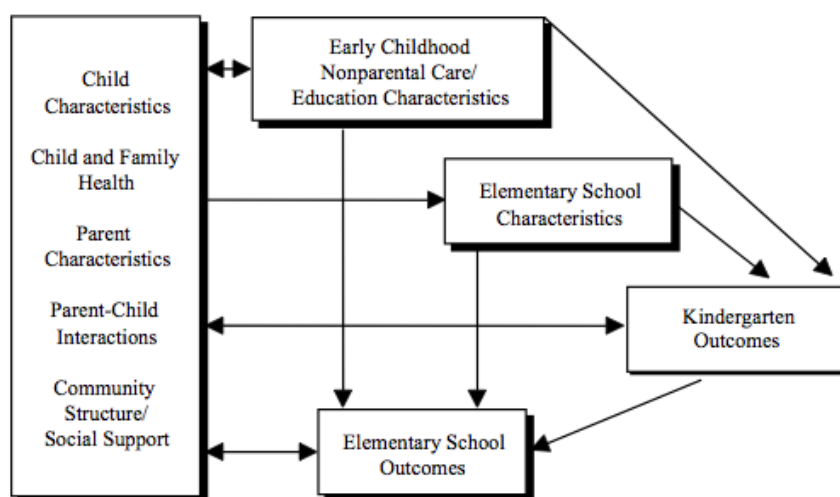 Child
Characteristics
Child and Family
Health
Parent
Characteristics
Parent-Child
Interactions
Community
Structure/
Social Support
Early Childhood
Nonparental Care/
Education Characteristics
Elementary School
Characteristics
Kindergarten
Outcomes
Elementary School
Outcomes